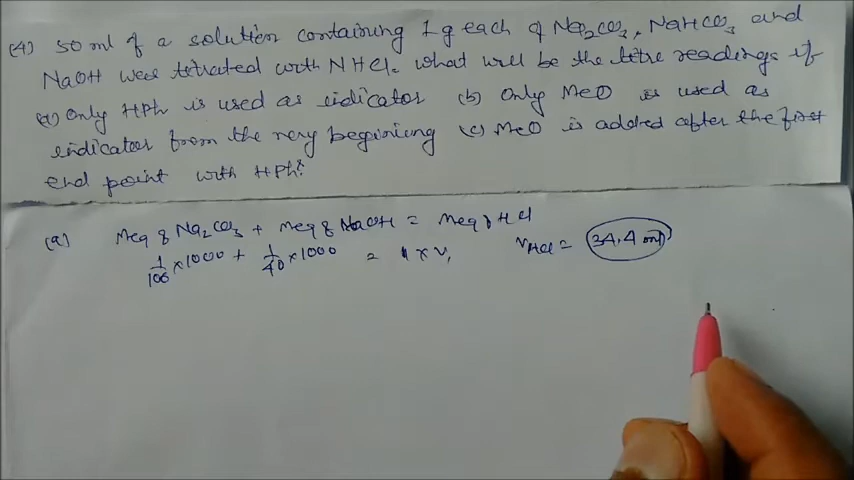 (4) 50 ml of a solution containing 1 g each of Na2CO3, NaHCO3 and
NaOH were titrated with N HCl. What will be the titre readings if
(a) Only HPh is used as indicator (b) Only MeO is used as
indicator from the very beginning (c) MeO is added after the first
end point with HPh?
(a) Meq of Na2CO3 + Meq of NaOH = Meq of HCl
1/106 × 1000 + 1/40 × 1000 = 1 × V1 VHCl = 34.4 ml